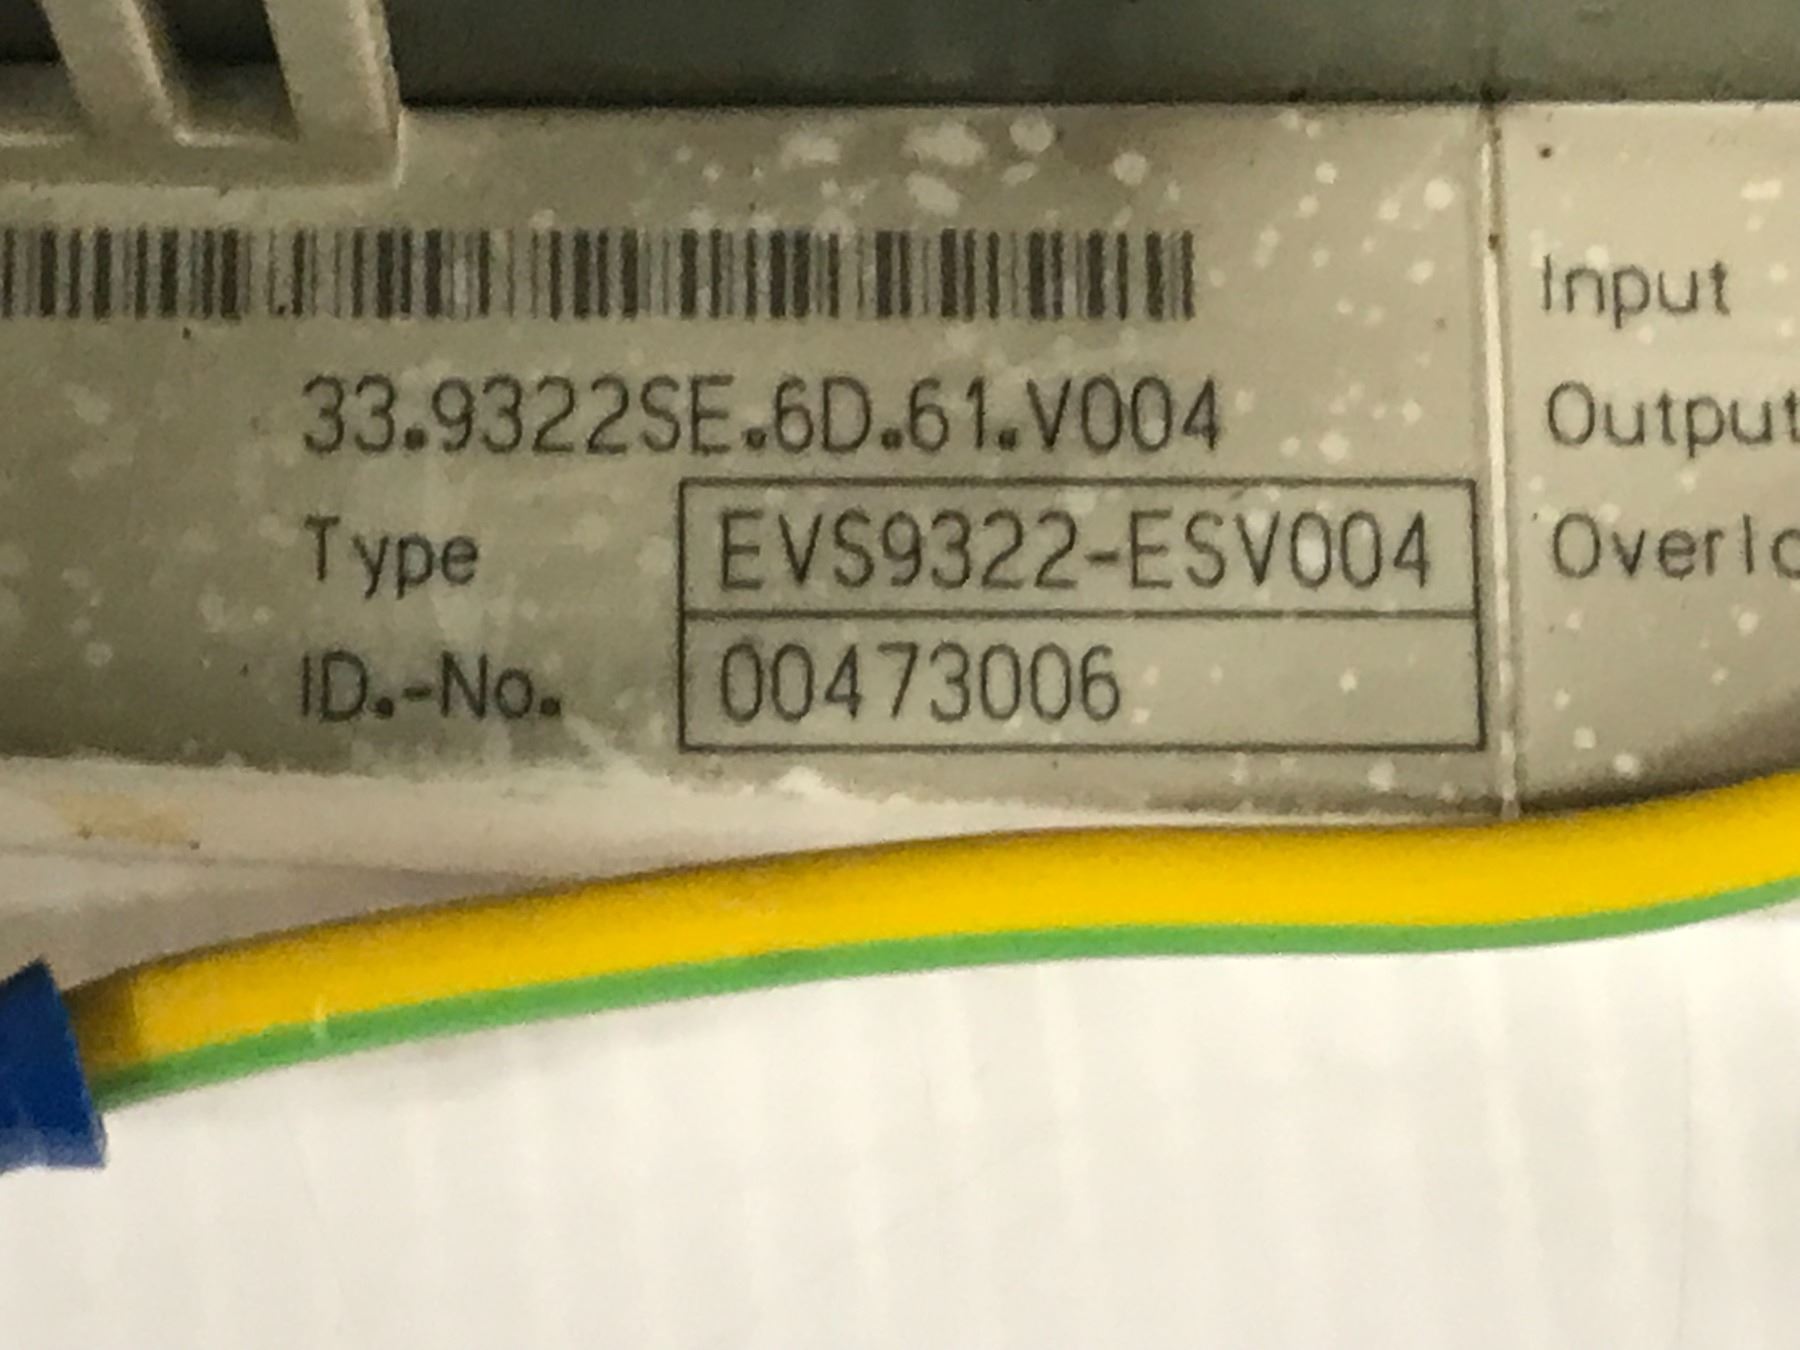 33.9322SE.6D.61.V004
Type EVS9322-ESV004
ID.-No. 00473006
Input
Output